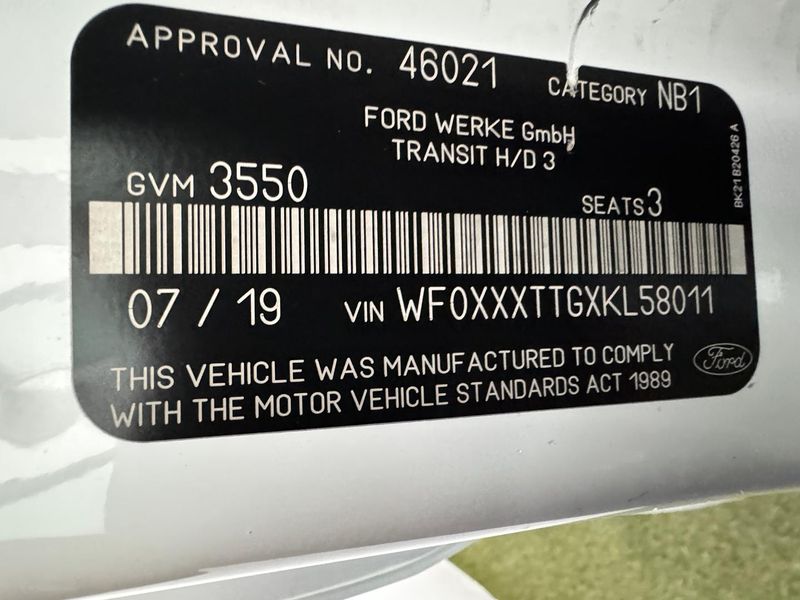 APPROVAL NO. 46021 CATEGORY NB1
FORD WERKE GmbH
TRANSIT H/D 3
BK21 B20426 A
GVM 3550 SEATS 3
07 / 19 VIN WF0XXXTTGXKL58011
THIS VEHICLE WAS MANUFACTURED TO COMPLY
WITH THE MOTOR VEHICLE STANDARDS ACT 1989
Ford